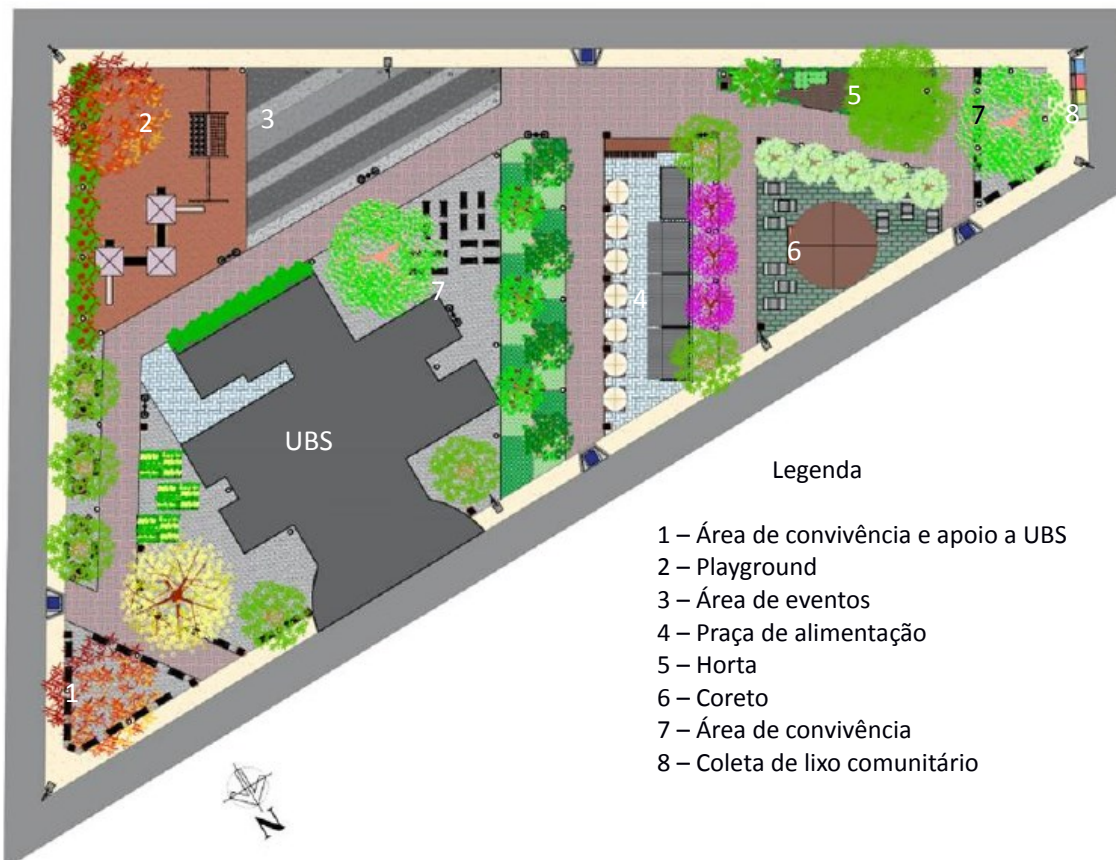 2
3
5
7
8
6
4
7
UBS
1
N
Legenda
1 – Área de convivência e apoio a UBS
2 – Playground
3 – Área de eventos
4 – Praça de alimentação
5 – Horta
6 – Coreto
7 – Área de convivência
8 – Coleta de lixo comunitário